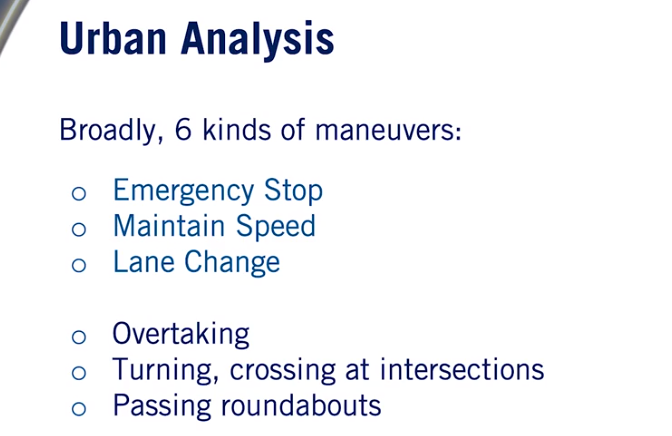 Urban Analysis
Broadly, 6 kinds of maneuvers:
o Emergency Stop
o Maintain Speed
o Lane Change
o Overtaking
o Turning, crossing at intersections
o Passing roundabouts